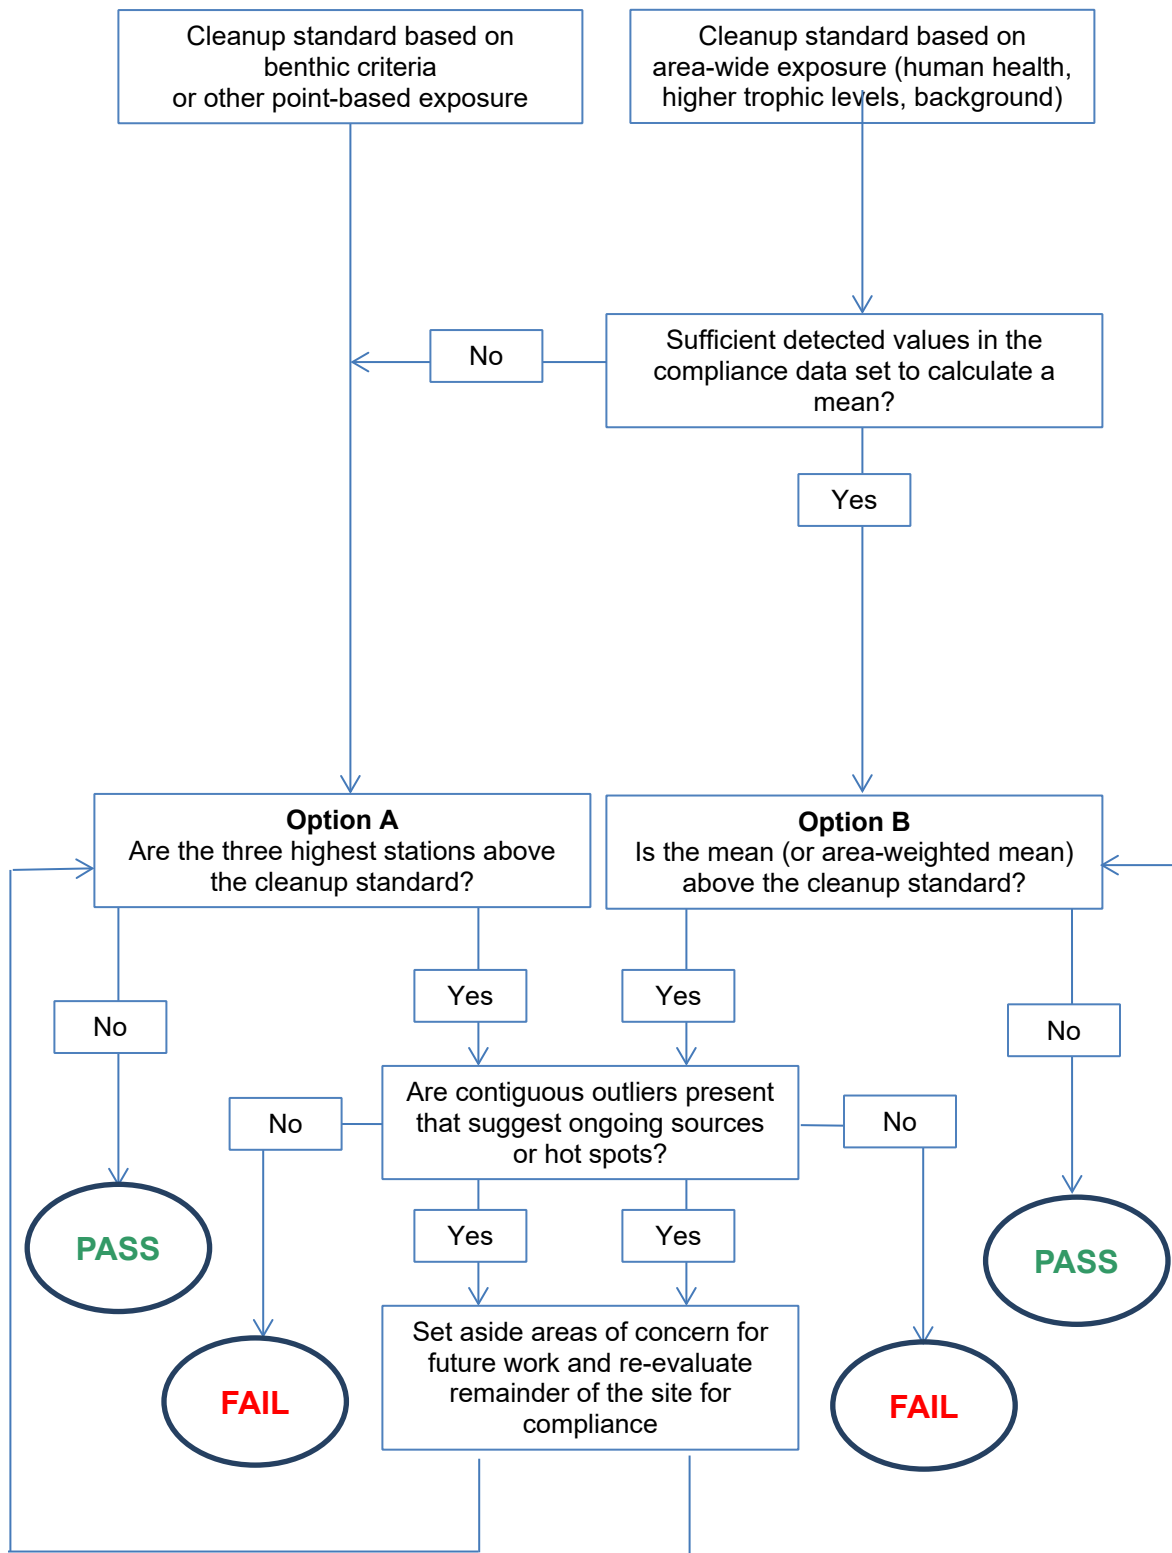 Cleanup standard based on
benthic criteria
or other point-based exposure
Cleanup standard based on
area-wide exposure (human health,
higher trophic levels, background)
No
Sufficient detected values in the
compliance data set to calculate a
mean?
Yes
Option A
Are the three highest stations above
the cleanup standard?
Option B
Is the mean (or area-weighted mean)
above the cleanup standard?
No
Yes
Yes
No
No
Are contiguous outliers present
that suggest ongoing sources
or hot spots?
No
PASS
Yes
Yes
PASS
FAIL
Set aside areas of concern for
future work and re-evaluate
remainder of the site for
compliance
FAIL